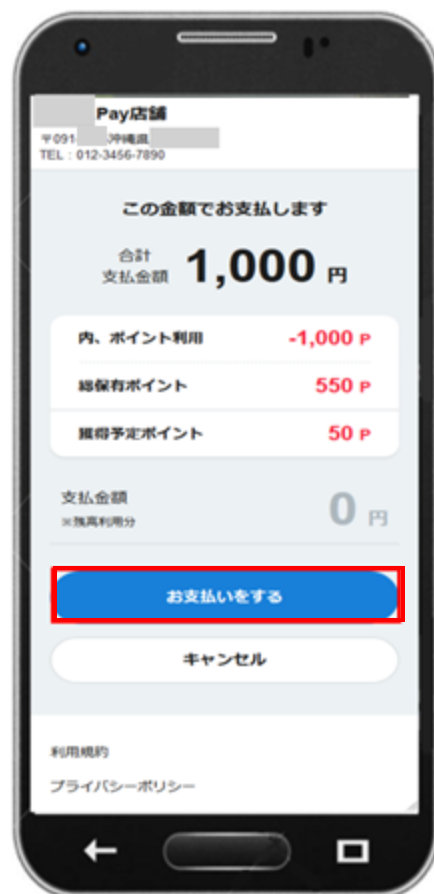 Pay店舗
〒091- 沖縄県
TEL : 012-3456-7890
この金額でお支払します
合計
支払金額 1,000 円
内、ポイント利用 -1,000 P
総保有ポイント 550 P
獲得予定ポイント 50 P
支払金額 0 円
※残高利用分
お支払いをする
キャンセル
利用規約
プライバシーポリシー